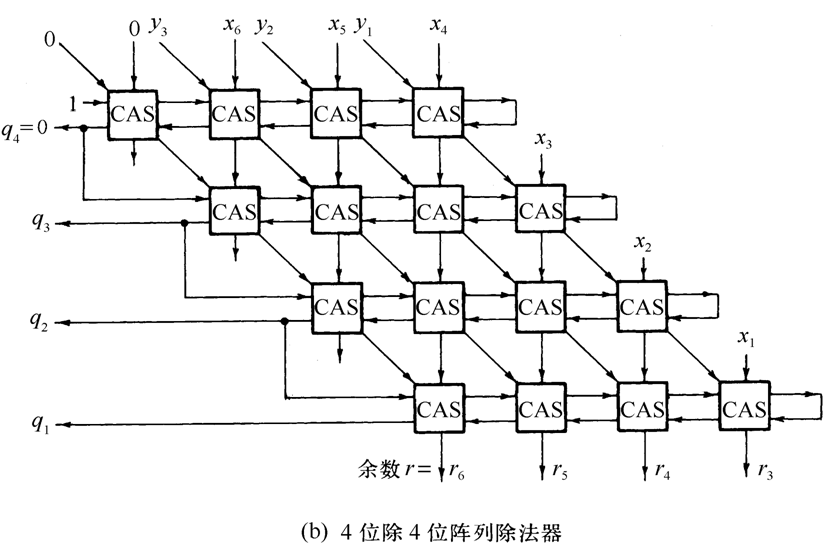 0 0 y₃ x₆ y₂ x₅ y₁ x₄
1 CAS CAS CAS CAS
q₄=0
x₃
CAS CAS CAS CAS
q₃
x₂
CAS CAS CAS CAS
q₂
x₁
CAS CAS CAS CAS
q₁
余数 r= r₆ r₅ r₄ r₃
(b) 4 位除 4 位阵列除法器